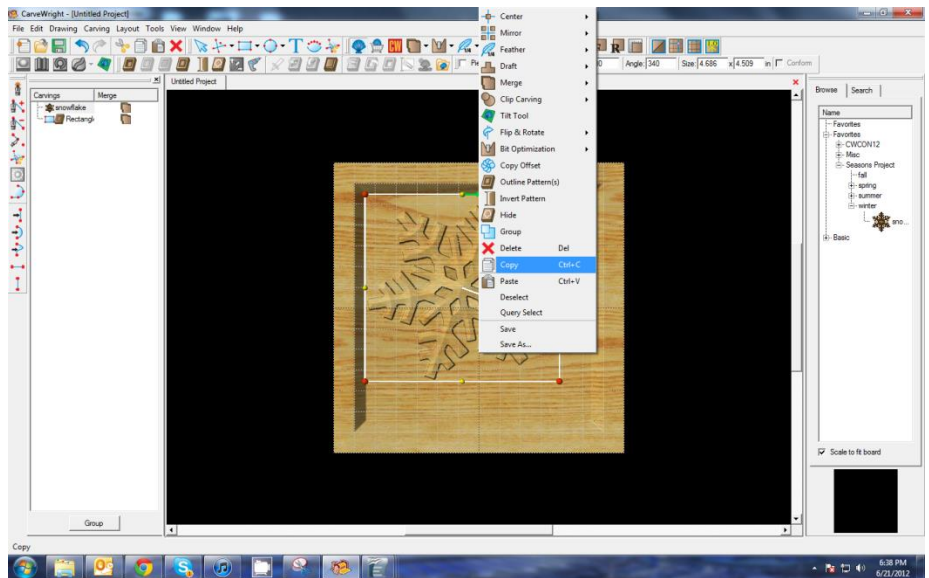 CarveWright - [Untitled Project]
File Edit Drawing Carving Layout Tools View Window Help
Center
Mirror
Feather
Draft
Merge
Clip Carving
Tilt Tool
Flip & Rotate
Bit Optimization
Copy Offset
Outline Pattern(s)
Invert Pattern
Hide
Group
Delete Del
Copy Ctrl+C
Paste Ctrl+V
Deselect
Query Select
Save
Save As...
Angle: 340 Size: 4.686 x 4.509 in Conform
Untitled Project
Carvings Merge
snowflake
Rectangl
Group
Browse Search
Name
Favorites
Favorites
CWCON12
Misc
Seasons Project
fall
spring
summer
winter
sno...
Basic
Scale to fit board
Copy
6:38 PM
6/21/2012